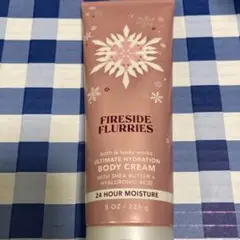 FIRESIDE
FLURRIES
bath & body works
ULTIMATE HYDRATION
BODY CREAM
WITH SHEA BUTTER +
HYALURONIC ACID
24 HOUR MOISTURE
8 OZ / 226 g